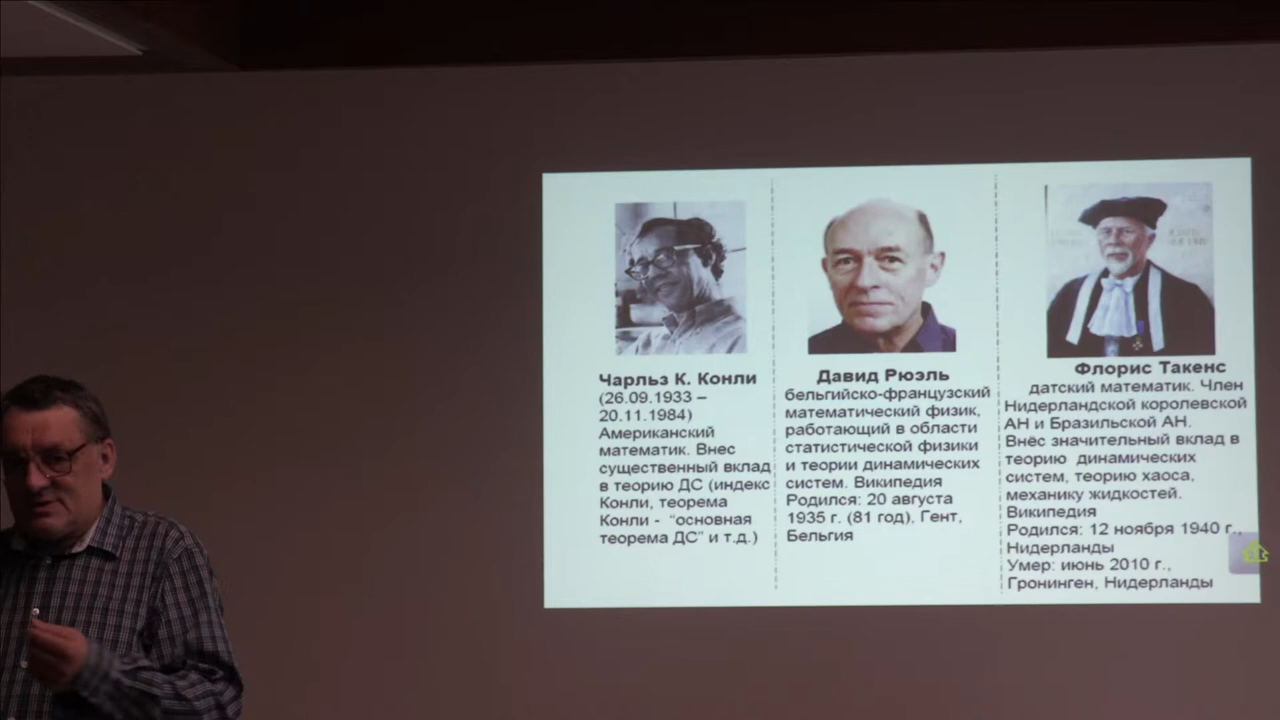 Чарльз К. Конли
(26.09.1933 –
20.11.1984)
Американский
математик. Внес
существенный вклад
в теорию ДС (индекс
Конли, теорема
Конли - “основная
теорема ДС” и т.д.)
Давид Рюэль
бельгийско-французский
математический физик,
работающий в области
статистической физики
и теории динамических
систем. Википедия
Родился: 20 августа
1935 г. (81 год), Гент,
Бельгия
Флорис Такенс
датский математик. Член
Нидерландской королевской
АН и Бразильской АН.
Внёс значительный вклад в
теорию динамических
систем, теорию хаоса,
механику жидкостей.
Википедия
Родился: 12 ноября 1940 г.,
Нидерланды
Умер: июнь 2010 г.,
Гронинген, Нидерланды